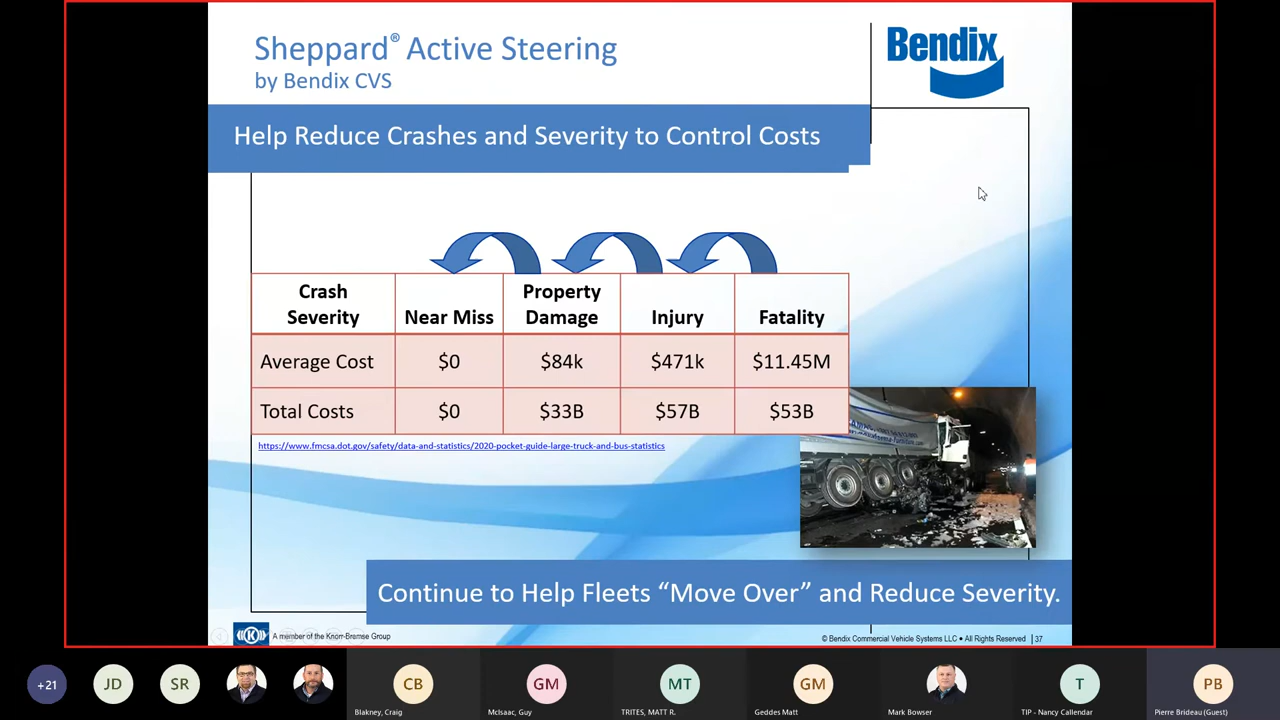 Sheppard® Active Steering
by Bendix CVS
Bendix
Help Reduce Crashes and Severity to Control Costs
Crash Severity Near Miss Property Damage Injury Fatality
Average Cost $0 $84k $471k $11.45M
Total Costs $0 $33B $57B $53B
https://www.fmcsa.dot.gov/safety/data-and-statistics/2020-pocket-guide-large-truck-and-bus-statistics
Continue to Help Fleets “Move Over” and Reduce Severity.
K A member of the Knorr-Bremse Group
© Bendix Commercial Vehicle Systems LLC • All Rights Reserved | 37
+21 JD SR CB GM MT GM T PB
Blakney, Craig McIsaac, Guy TRITES, MATT R. Geddes Matt Mark Bowser TIP - Nancy Callendar Pierre Brideau (Guest)